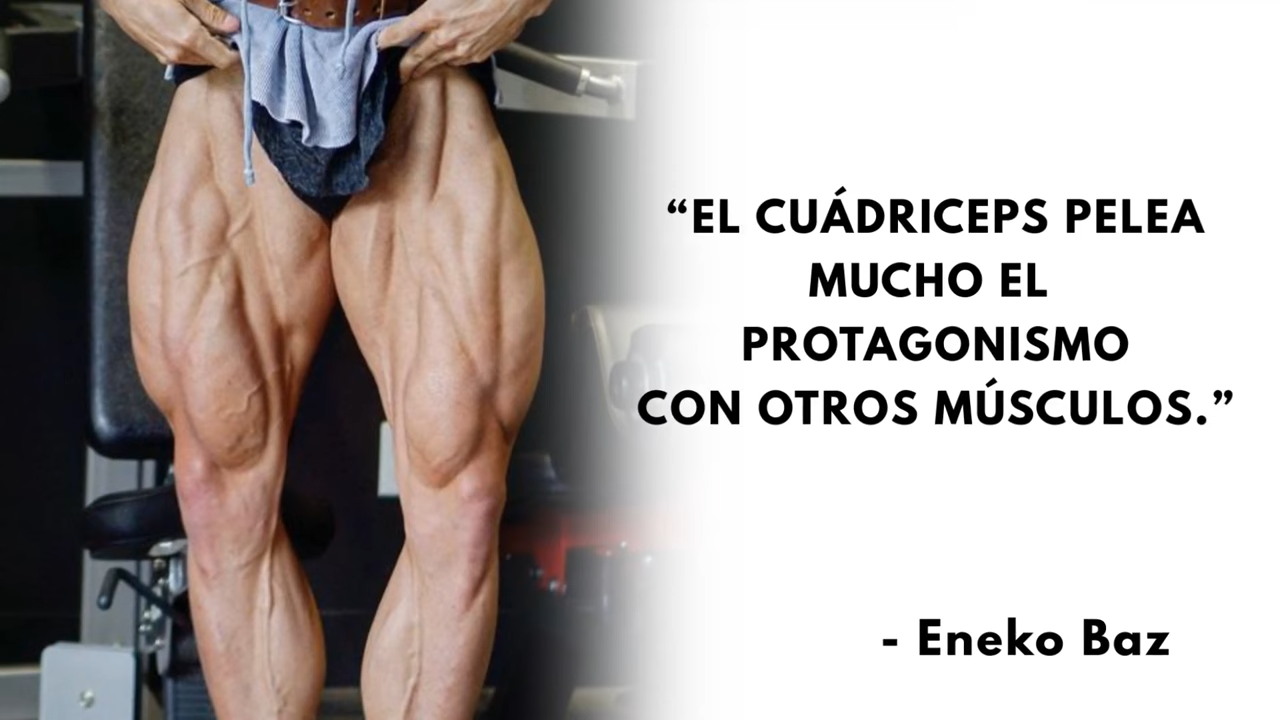 “EL CUÁDRICEPS PELEA
MUCHO EL
PROTAGONISMO
CON OTROS MÚSCULOS.”
- Eneko Baz